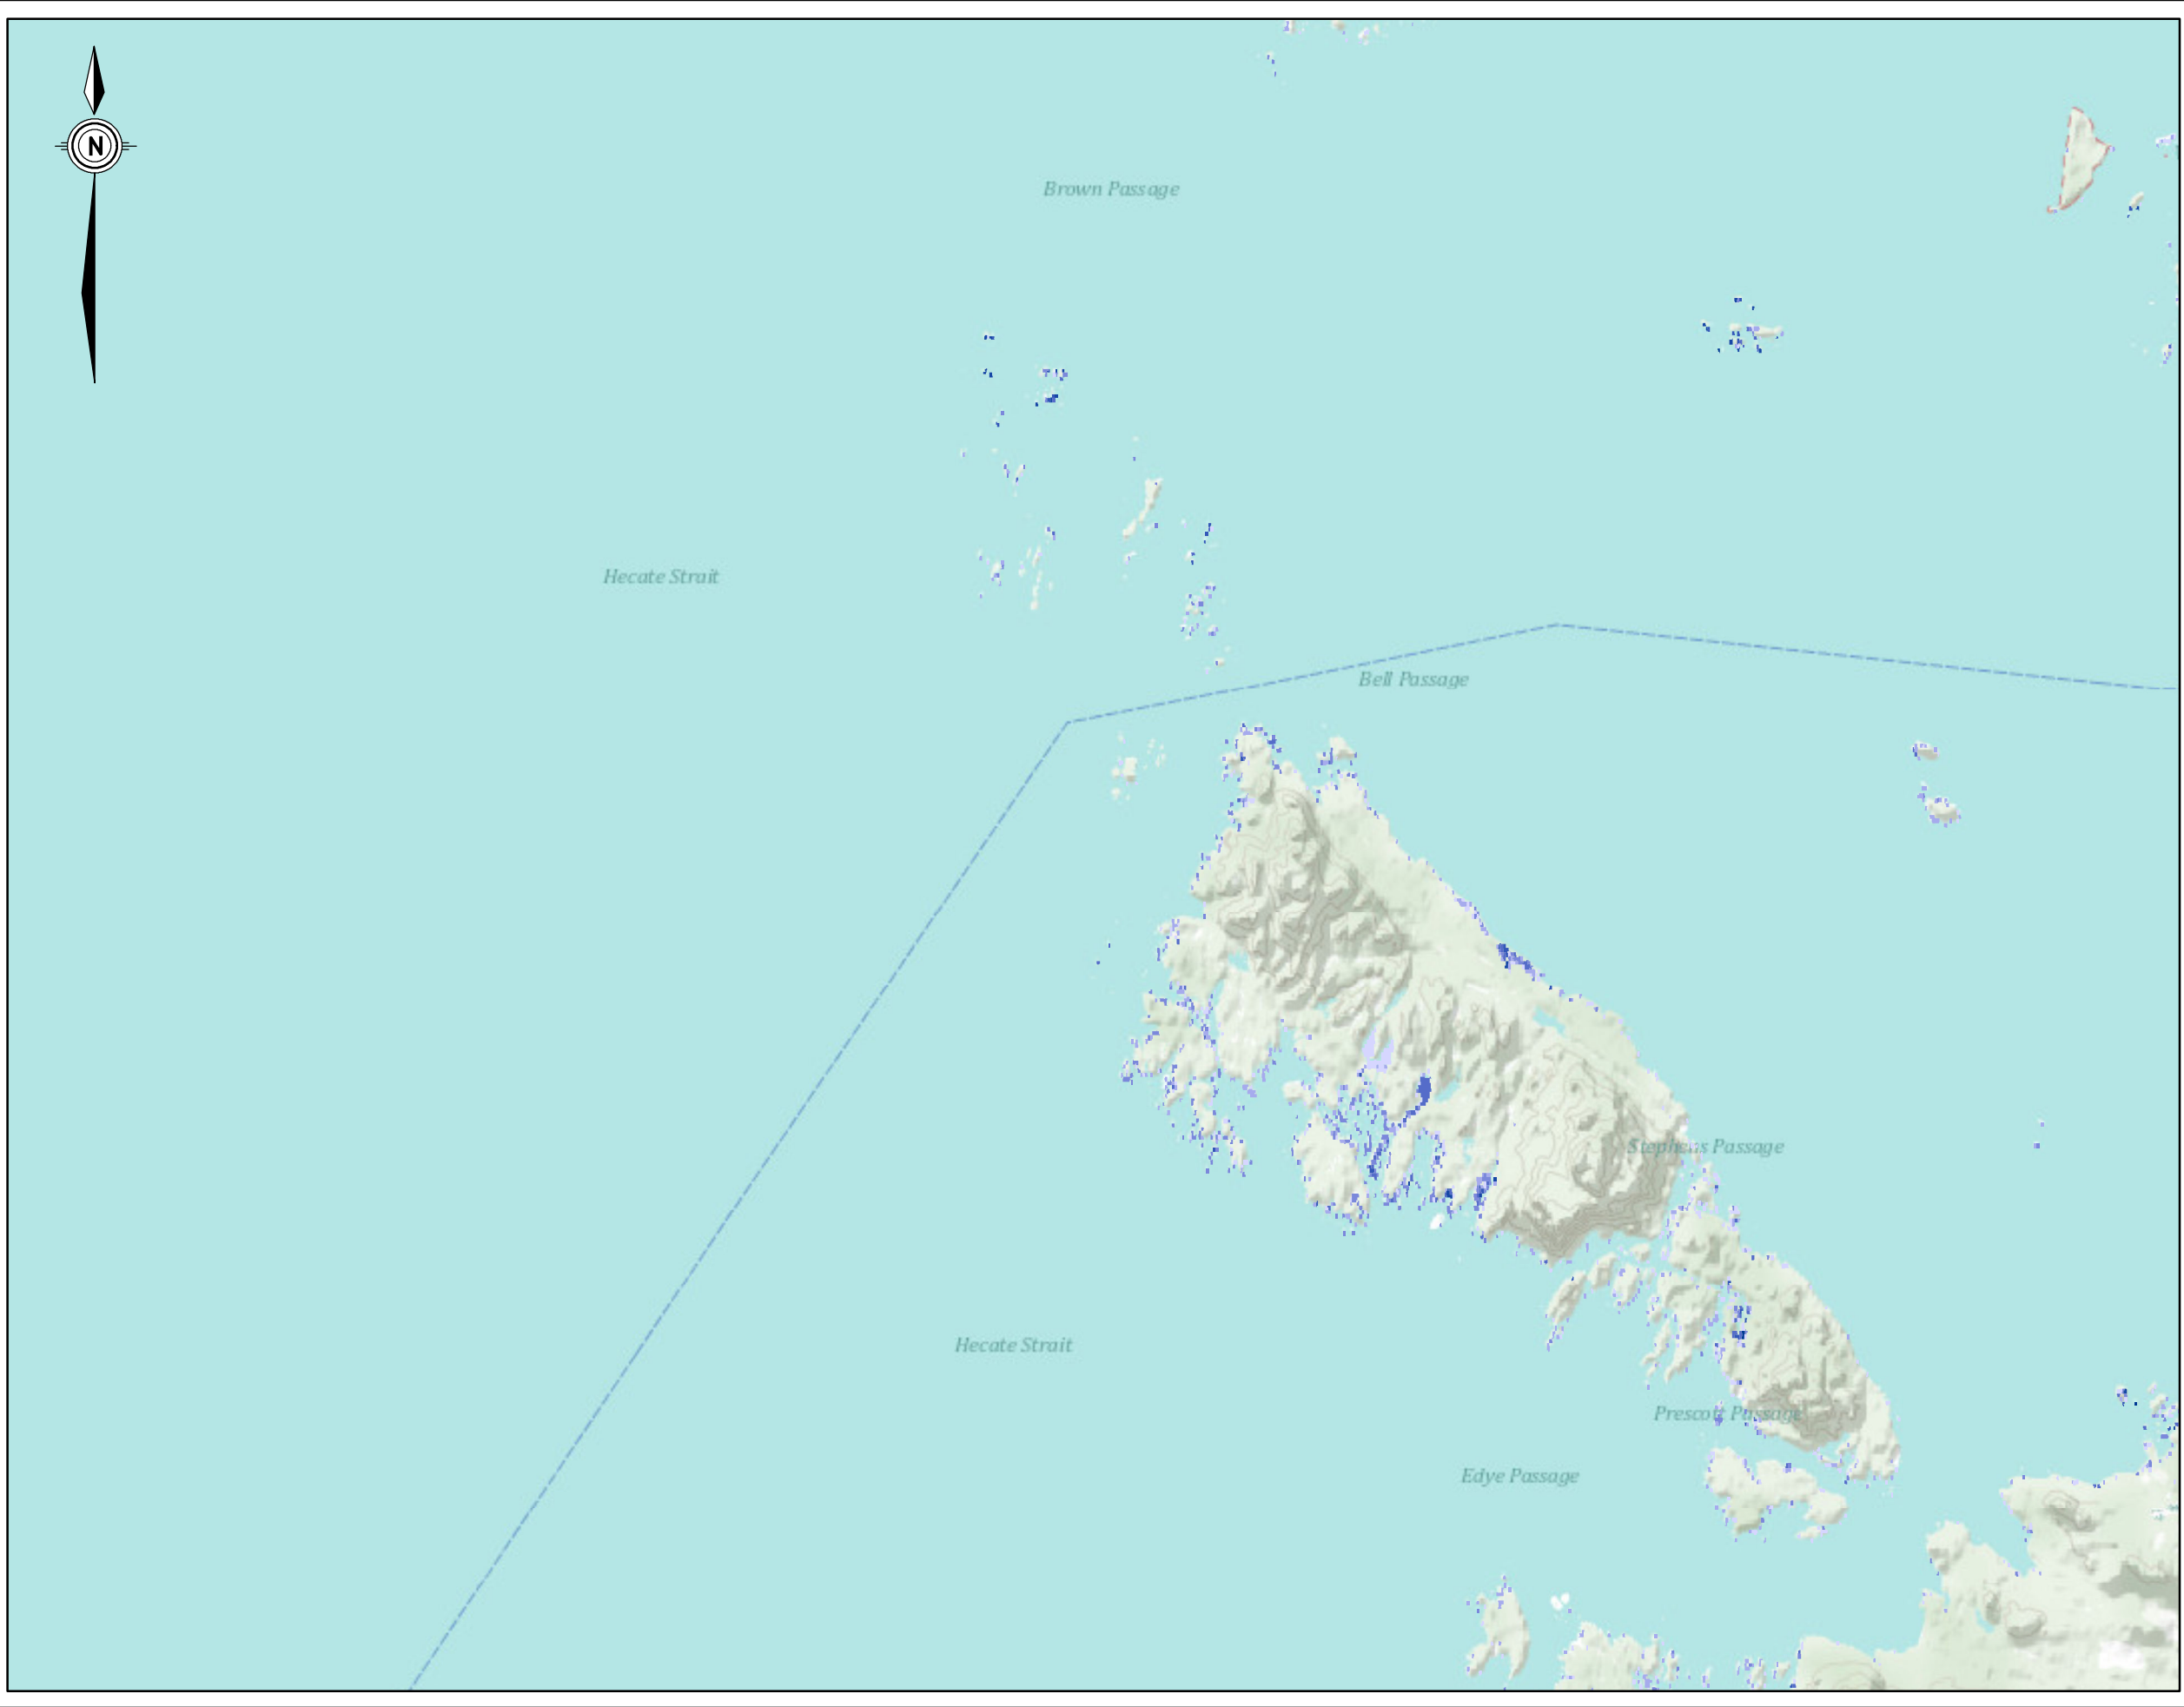 N
Brown Passage
Hecate Strait
Bell Passage
Stephens Passage
Hecate Strait
Prescott Passage
Edye Passage